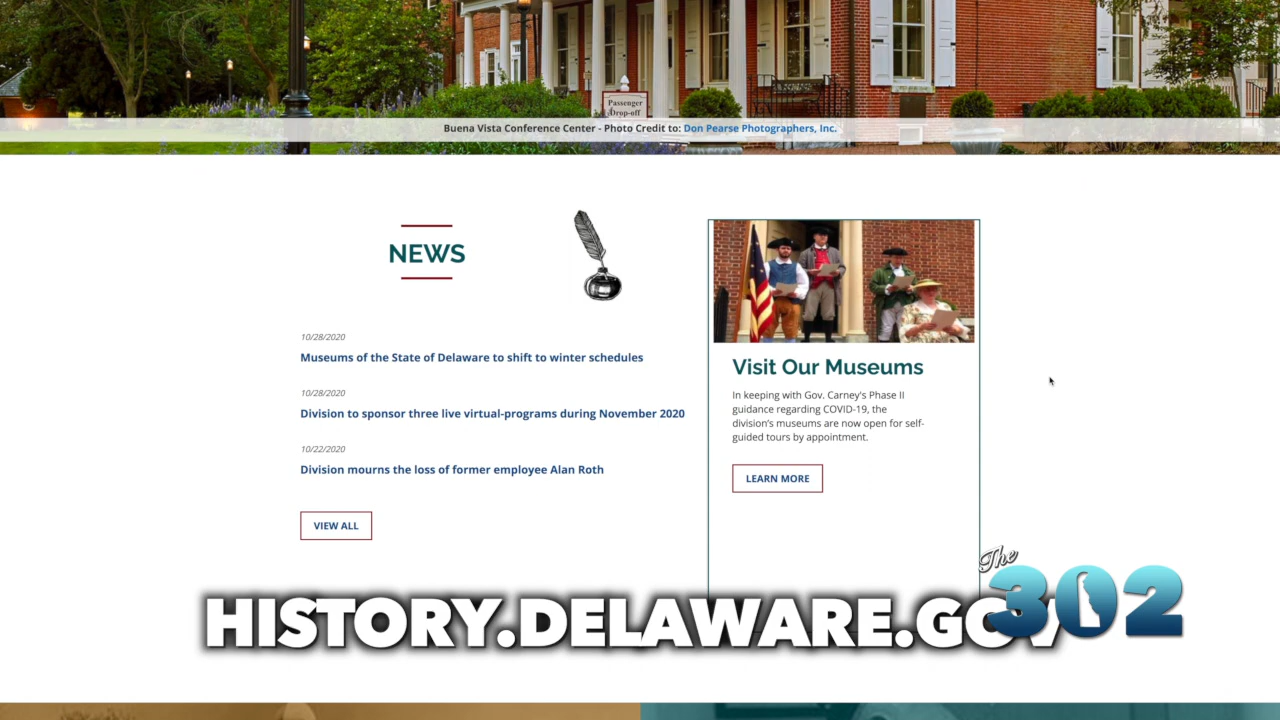 Passenger
Drop-off
Buena Vista Conference Center - Photo Credit to: Don Pearse Photographers, Inc.
NEWS
10/28/2020
Museums of the State of Delaware to shift to winter schedules
10/28/2020
Division to sponsor three live virtual-programs during November 2020
10/22/2020
Division mourns the loss of former employee Alan Roth
VIEW ALL
Visit Our Museums
In keeping with Gov. Carney's Phase II
guidance regarding COVID-19, the
division's museums are now open for self-
guided tours by appointment.
LEARN MORE
The
302
HISTORY.DELAWARE.GOV